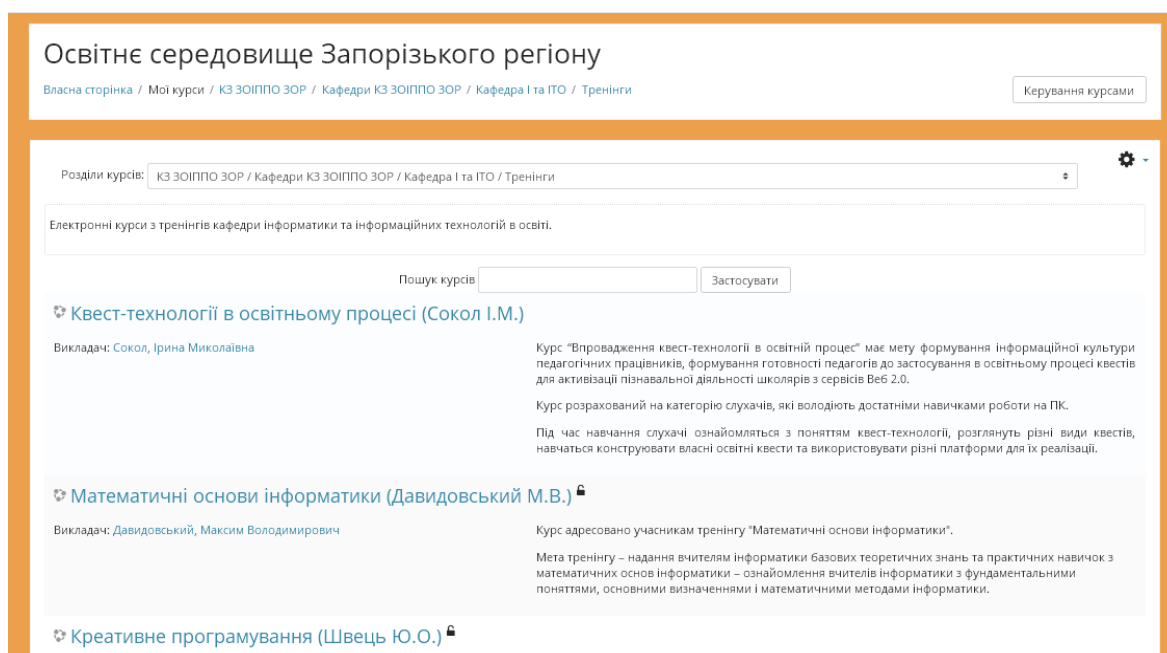 Освітнє середовище Запорізького регіону
Власна сторінка / Мої курси / КЗ ЗОІППО ЗОР / Кафедри КЗ ЗОІППО ЗОР / Кафедра І та ІТО / Тренінги
Керування курсами
Розділи курсів: КЗ ЗОІППО ЗОР / Кафедри КЗ ЗОІППО ЗОР / Кафедра І та ІТО / Тренінги
Електронні курси з тренінгів кафедри інформатики та інформаційних технологій в освіті.
Пошук курсів Застосувати
Квест-технології в освітньому процесі (Сокол І.М.)
Викладач: Сокол, Ірина Миколаївна
Курс “Впровадження квест-технології в освітній процес” має мету формування інформаційної культури
педагогічних працівників, формування готовності педагогів до застосування в освітньому процесі квестів
для активізації пізнавальної діяльності школярів з сервісів Веб 2.0.
Курс розрахований на категорію слухачів, які володіють достатніми навичками роботи на ПК.
Під час навчання слухачі ознайомляться з поняттям квест-технології, розглянуть різні види квестів,
навчаться конструювати власні освітні квести та використовувати різні платформи для їх реалізації.
Математичні основи інформатики (Давидовський М.В.)
Викладач: Давидовський, Максим Володимирович
Курс адресовано учасникам тренінгу "Математичні основи інформатики".
Мета тренінгу – надання вчителям інформатики базових теоретичних знань та практичних навичок з
математичних основ інформатики – ознайомлення вчителів інформатики з фундаментальними
поняттями, основними визначеннями і математичними методами інформатики.
Креативне програмування (Швець Ю.О.)